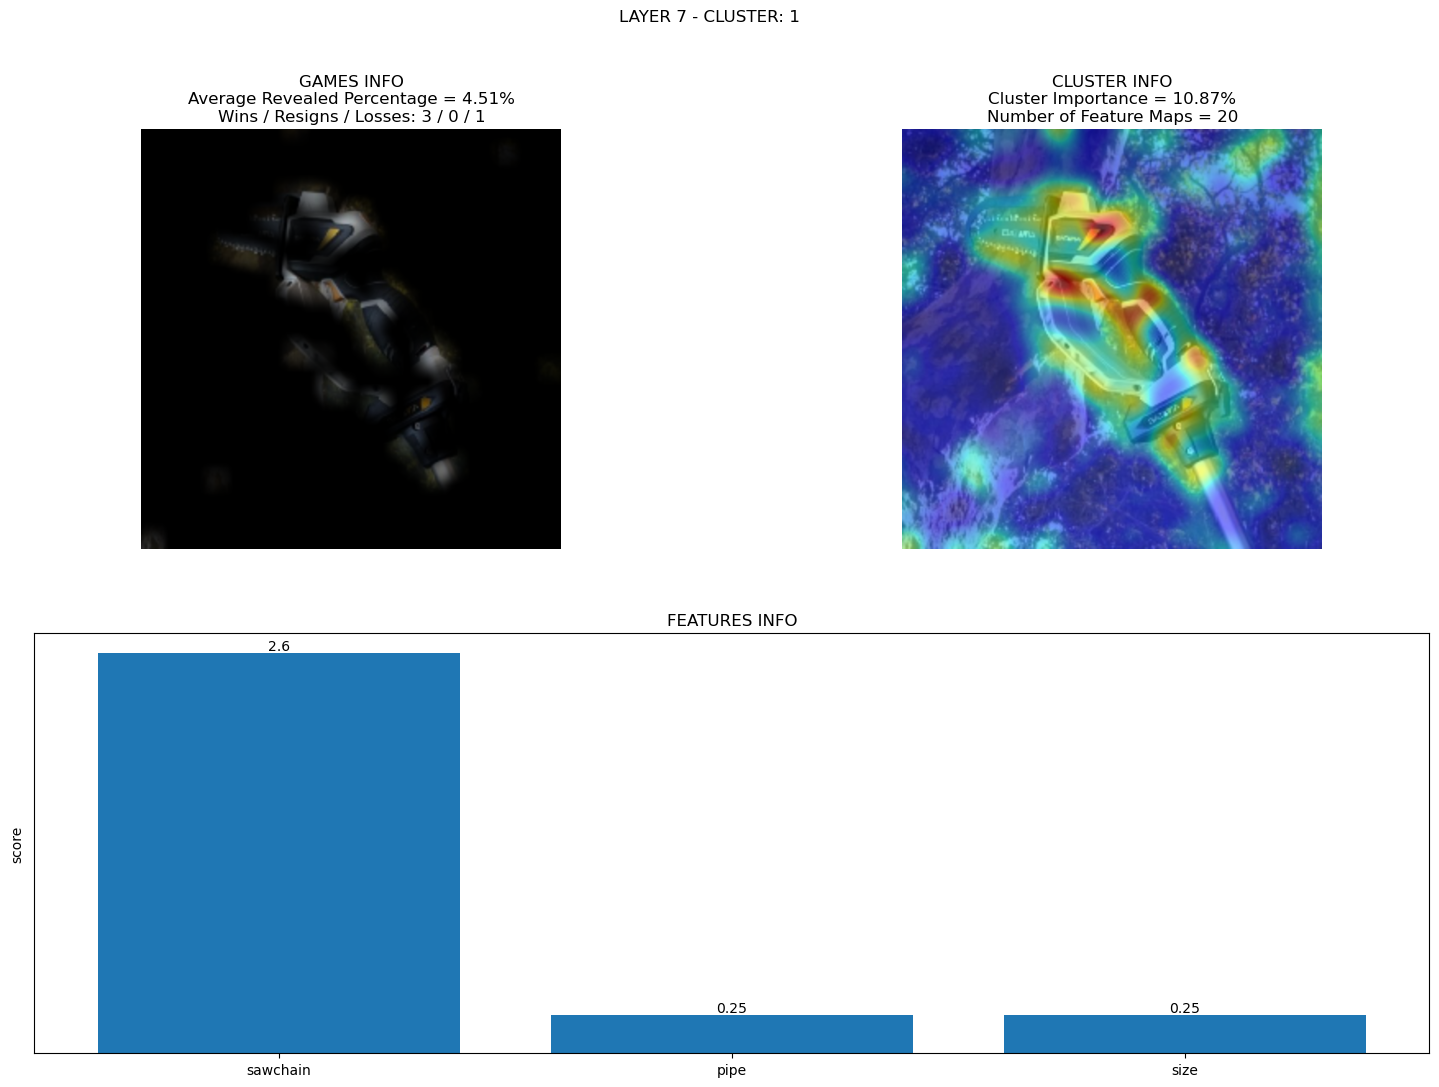 LAYER 7 - CLUSTER: 1
GAMES INFO
Average Revealed Percentage = 4.51%
Wins / Resigns / Losses: 3 / 0 / 1
CLUSTER INFO
Cluster Importance = 10.87%
Number of Feature Maps = 20
FEATURES INFO
score
2.6
0.25
0.25
sawchain
pipe
size